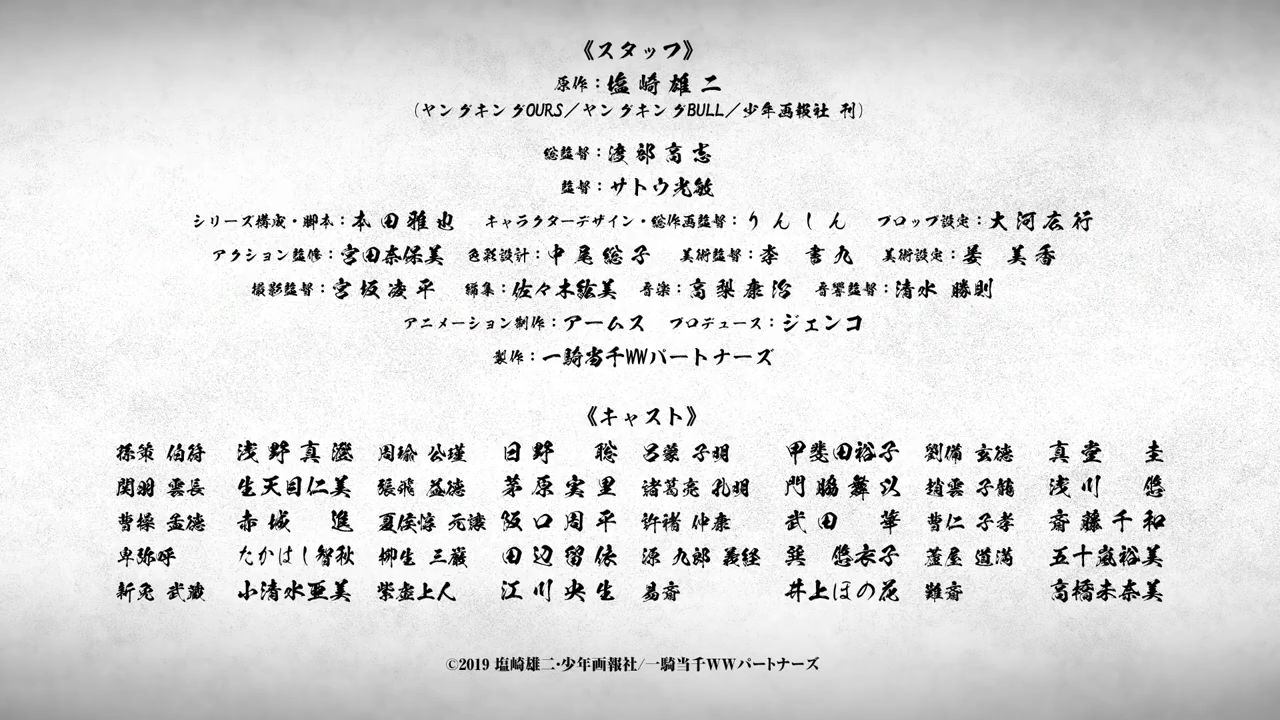 《スタッフ》
原作：塩崎雄二
（ヤングキングOURS／ヤングキングBULL／少年画報社 刊）
総監督：渡部高志
監督：サトウ光敏
シリーズ構成・脚本：本田雅也 キャラクターデザイン・総作画監督：りんしん プロップ設定：大河広行
アクション監修：宮田奈保美 色彩設計：中尾総子 美術監督：李 書九 美術設定：姜 美香
撮影監督：宮坂凌平 編集：佐々木絵美 音楽：高梨康治 音響監督：清水 勝則
アニメーション制作：アームス プロデュース：ジェンコ
製作：一騎当千WWパートナーズ
《キャスト》
孫策 伯符 浅野真澄 周瑜 公瑾 日野 聡 呂蒙 子明 甲斐田裕子 劉備 玄徳 真堂 圭
関羽 雲長 生天目仁美 張飛 益徳 茅原実里 諸葛亮 孔明 門脇舞以 趙雲 子龍 浅川 悠
曹操 孟徳 赤城 進 夏侯惇 元譲 阪口周平 許褚 仲康 武田 華 曹仁 子孝 斎藤千和
卑弥呼 たかはし智秋 柳生 三厳 田辺留依 源 九郎 義経 巽 悠衣子 蘆屋 道満 五十嵐裕美
新免 武蔵 小清水亜美 紫虚上人 江川央生 易斎 井上ほの花 難斎 高橋未奈美
©2019 塩崎雄二・少年画報社/一騎当千WWパートナーズ